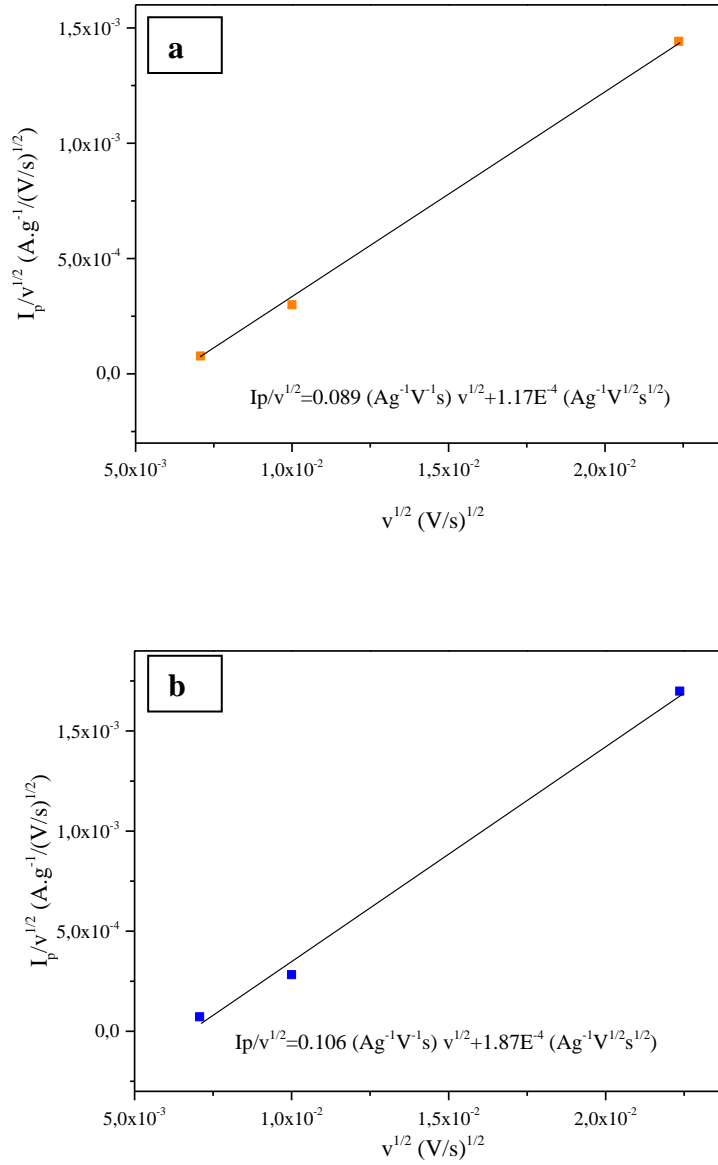 a
I_p/v^1/2 (A.g^-1/(V/s)^1/2)
1,5x10^-3
1,0x10^-3
5,0x10^-4
0,0
Ip/v^1/2=0.089 (Ag^-1V^-1s) v^1/2+1.17E^-4 (Ag^-1V^1/2s^1/2)
5,0x10^-3 1,0x10^-2 1,5x10^-2 2,0x10^-2
v^1/2 (V/s)^1/2
b
I_p/v^1/2 (A.g^-1/(V/s)^1/2)
1,5x10^-3
1,0x10^-3
5,0x10^-4
0,0
Ip/v^1/2=0.106 (Ag^-1V^-1s) v^1/2+1.87E^-4 (Ag^-1V^1/2s^1/2)
5,0x10^-3 1,0x10^-2 1,5x10^-2 2,0x10^-2
v^1/2 (V/s)^1/2